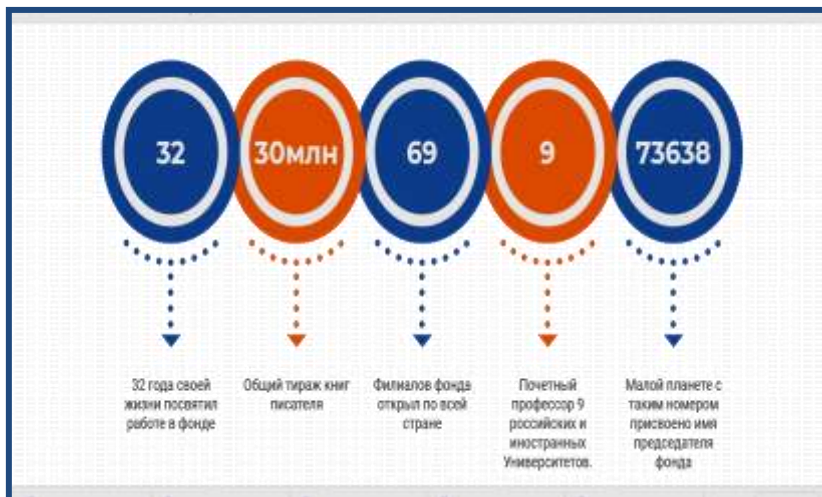 32
30млн
69
9
73638
32 года своей
жизни посвятил
работе в фонде
Общий тираж книг
писателя
Филиалов фонда
открыл по всей
стране
Почетный
профессор 9
российских и
иностранных
Университетов.
Малой планете с
таким номером
присвоено имя
председателя
фонда